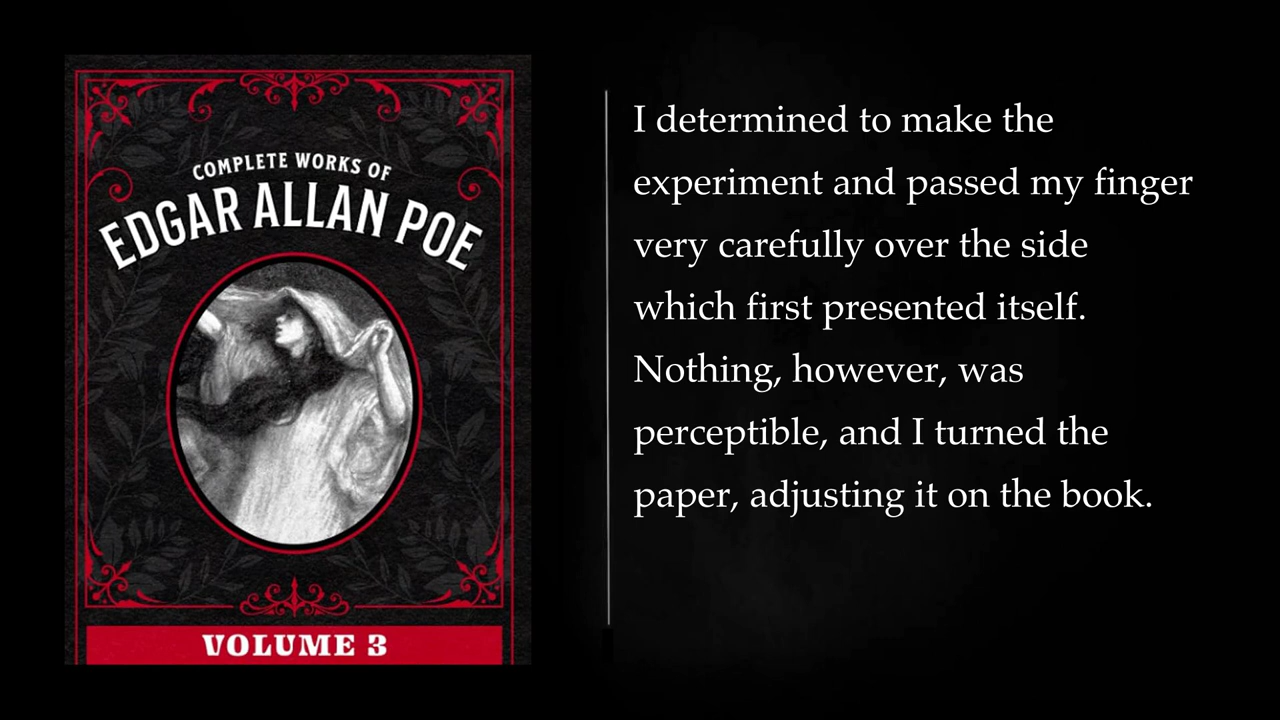 COMPLETE WORKS OF
EDGAR ALLAN POE
VOLUME 3
I determined to make the
experiment and passed my finger
very carefully over the side
which first presented itself.
Nothing, however, was
perceptible, and I turned the
paper, adjusting it on the book.